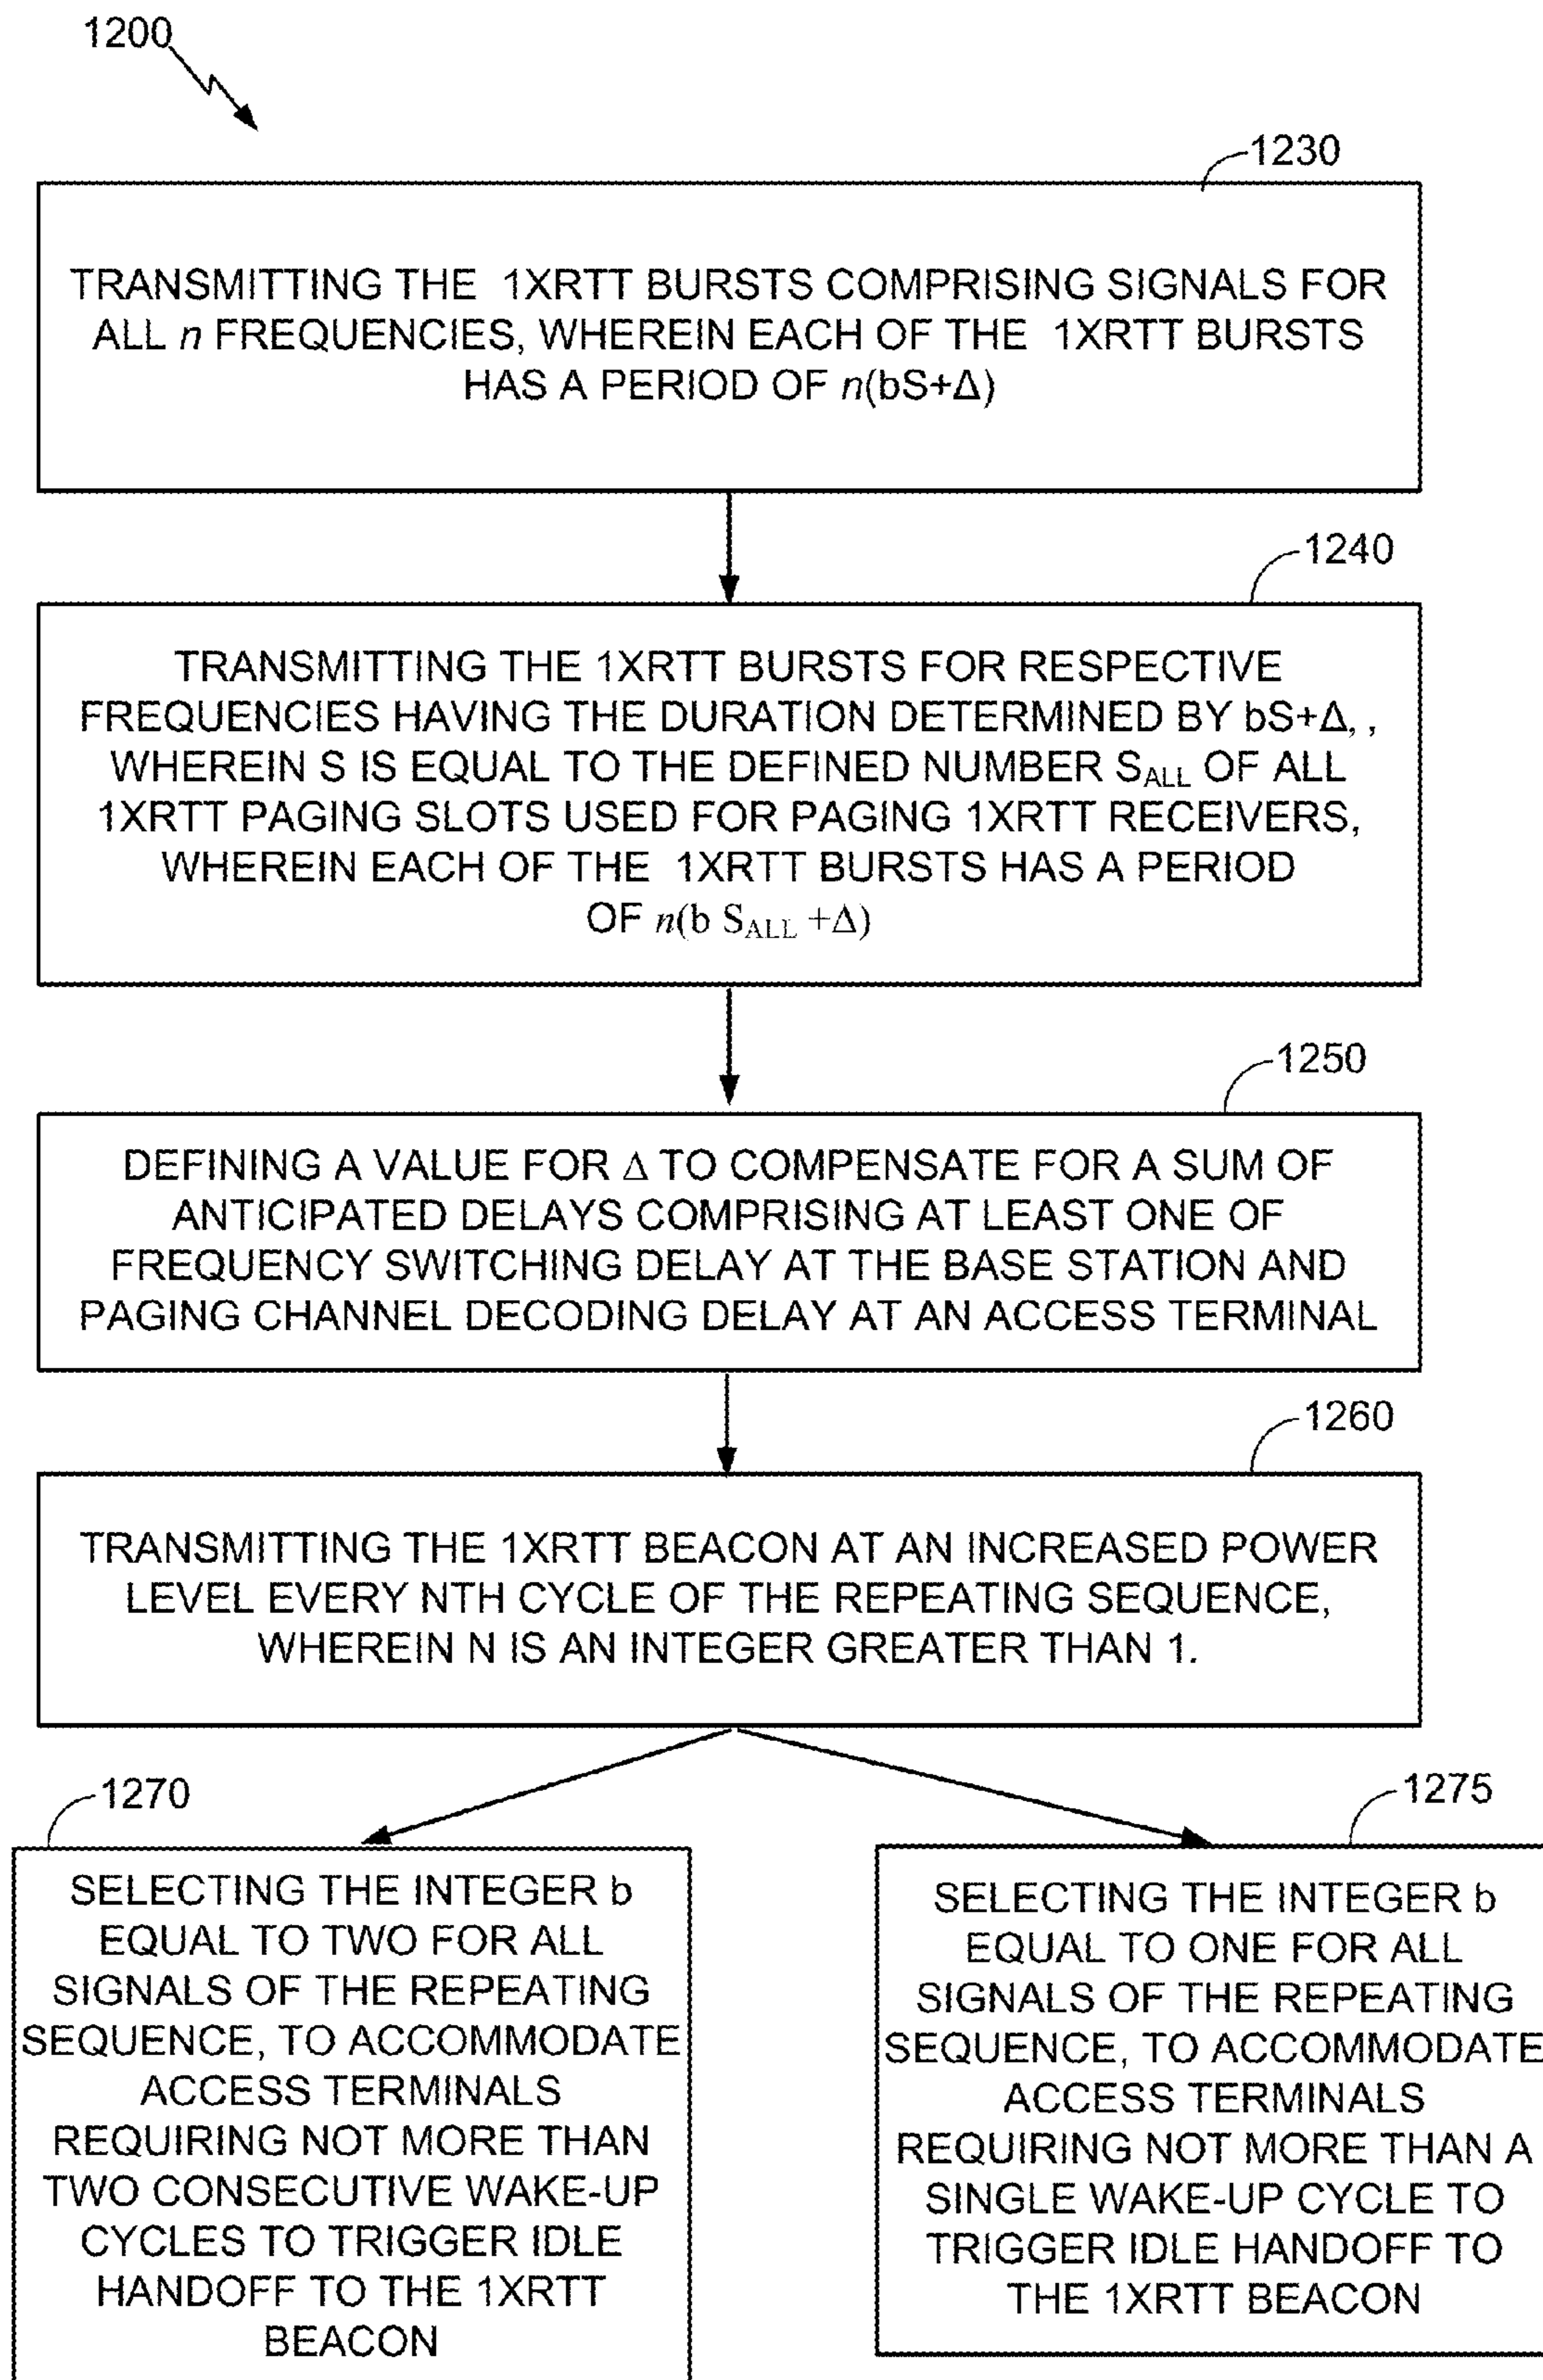 1200
1230
TRANSMITTING THE 1XRTT BURSTS COMPRISING SIGNALS FOR
ALL n FREQUENCIES, WHEREIN EACH OF THE 1XRTT BURSTS
HAS A PERIOD OF n(bS+Δ)
1240
TRANSMITTING THE 1XRTT BURSTS FOR RESPECTIVE
FREQUENCIES HAVING THE DURATION DETERMINED BY bS+Δ, ,
WHEREIN S IS EQUAL TO THE DEFINED NUMBER S_ALL OF ALL
1XRTT PAGING SLOTS USED FOR PAGING 1XRTT RECEIVERS,
WHEREIN EACH OF THE 1XRTT BURSTS HAS A PERIOD
OF n(b S_ALL +Δ)
1250
DEFINING A VALUE FOR Δ TO COMPENSATE FOR A SUM OF
ANTICIPATED DELAYS COMPRISING AT LEAST ONE OF
FREQUENCY SWITCHING DELAY AT THE BASE STATION AND
PAGING CHANNEL DECODING DELAY AT AN ACCESS TERMINAL
1260
TRANSMITTING THE 1XRTT BEACON AT AN INCREASED POWER
LEVEL EVERY NTH CYCLE OF THE REPEATING SEQUENCE,
WHEREIN N IS AN INTEGER GREATER THAN 1.
1270
SELECTING THE INTEGER b
EQUAL TO TWO FOR ALL
SIGNALS OF THE REPEATING
SEQUENCE, TO ACCOMMODATE
ACCESS TERMINALS
REQUIRING NOT MORE THAN
TWO CONSECUTIVE WAKE-UP
CYCLES TO TRIGGER IDLE
HANDOFF TO THE 1XRTT
BEACON
1275
SELECTING THE INTEGER b
EQUAL TO ONE FOR ALL
SIGNALS OF THE REPEATING
SEQUENCE, TO ACCOMMODATE
ACCESS TERMINALS
REQUIRING NOT MORE THAN A
SINGLE WAKE-UP CYCLE TO
TRIGGER IDLE HANDOFF TO
THE 1XRTT BEACON